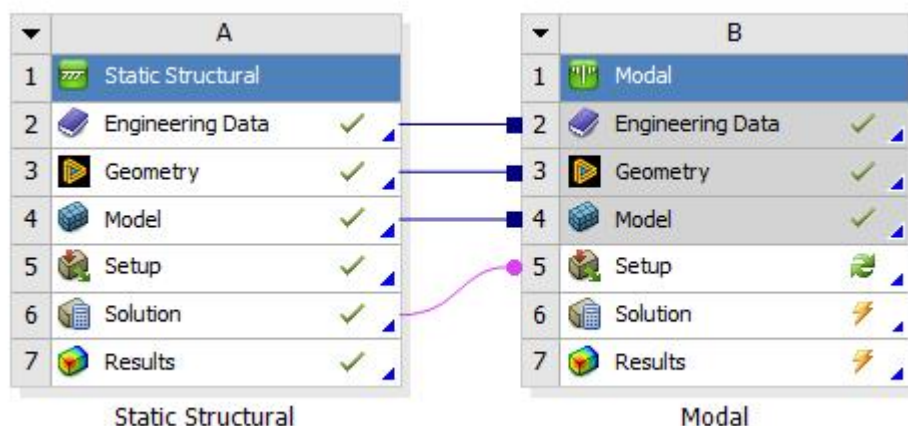 A
1 Static Structural
2 Engineering Data
3 Geometry
4 Model
5 Setup
6 Solution
7 Results
Static Structural
B
1 Modal
2 Engineering Data
3 Geometry
4 Model
5 Setup
6 Solution
7 Results
Modal